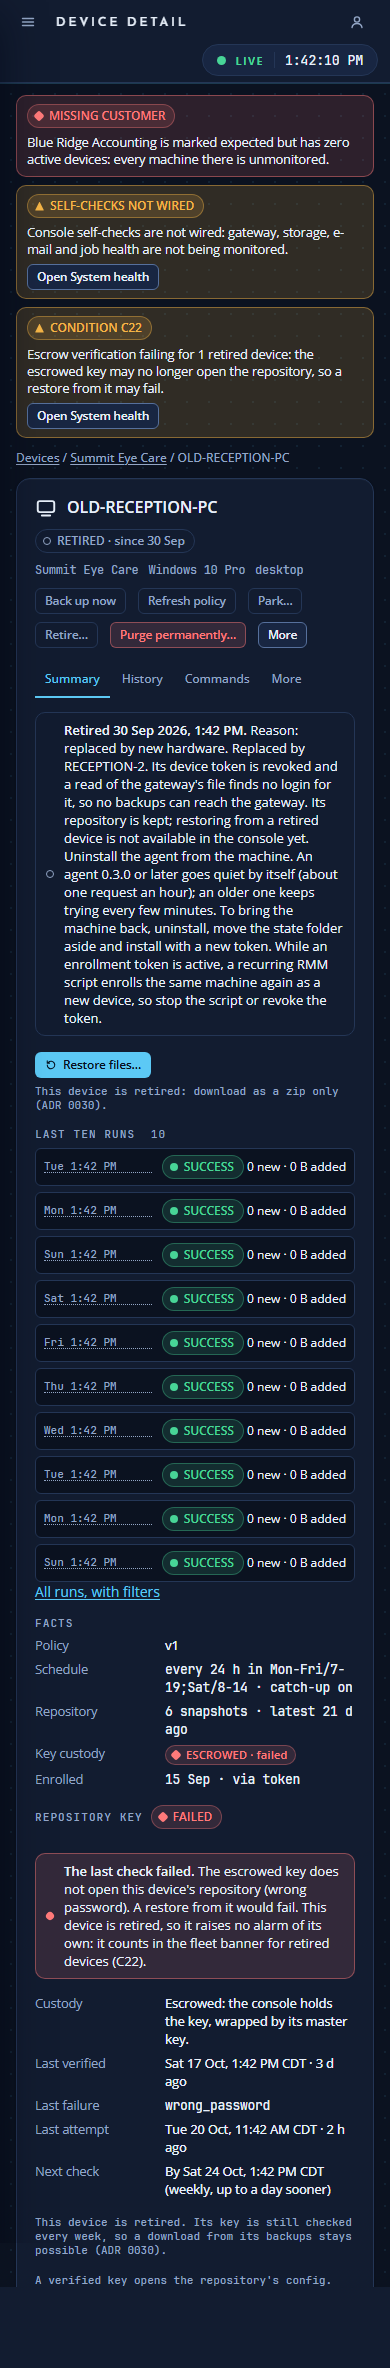 DEVICE DETAIL
LIVE 1:42:10 PM
MISSING CUSTOMER
Blue Ridge Accounting is marked expected but has zero
active devices: every machine there is unmonitored.
SELF-CHECKS NOT WIRED
Console self-checks are not wired: gateway, storage, e-
mail and job health are not being monitored.
Open System health
CONDITION C22
Escrow verification failing for 1 retired device: the
escrowed key may no longer open the repository, so a
restore from it may fail.
Open System health
Devices / Summit Eye Care / OLD-RECEPTION-PC
OLD-RECEPTION-PC
RETIRED · since 30 Sep
Summit Eye Care Windows 10 Pro desktop
Back up now Refresh policy Park...
Retire... Purge permanently... More
Summary History Commands More
Retired 30 Sep 2026, 1:42 PM. Reason:
replaced by new hardware. Replaced by
RECEPTION-2. Its device token is revoked and
a read of the gateway's file finds no login for
it, so no backups can reach the gateway. Its
repository is kept; restoring from a retired
device is not available in the console yet.
Uninstall the agent from the machine. An
agent 0.3.0 or later goes quiet by itself (about
one request an hour); an older one keeps
trying every few minutes. To bring the
machine back, uninstall, move the state folder
aside and install with a new token. While an
enrollment token is active, a recurring RMM
script enrolls the same machine again as a
new device, so stop the script or revoke the
token.
Restore files...
This device is retired: download as a zip only
(ADR 0030).
LAST TEN RUNS 10
Tue 1:42 PM SUCCESS 0 new · 0 B added
Mon 1:42 PM SUCCESS 0 new · 0 B added
Sun 1:42 PM SUCCESS 0 new · 0 B added
Sat 1:42 PM SUCCESS 0 new · 0 B added
Fri 1:42 PM SUCCESS 0 new · 0 B added
Thu 1:42 PM SUCCESS 0 new · 0 B added
Wed 1:42 PM SUCCESS 0 new · 0 B added
Tue 1:42 PM SUCCESS 0 new · 0 B added
Mon 1:42 PM SUCCESS 0 new · 0 B added
Sun 1:42 PM SUCCESS 0 new · 0 B added
All runs, with filters
FACTS
Policy v1
Schedule every 24 h in Mon-Fri/7-
19;Sat/8-14 · catch-up on
Repository 6 snapshots · latest 21 d
ago
Key custody ESCROWED · failed
Enrolled 15 Sep · via token
REPOSITORY KEY FAILED
The last check failed. The escrowed key does
not open this device's repository (wrong
password). A restore from it would fail. This
device is retired, so it raises no alarm of its
own: it counts in the fleet banner for retired
devices (C22).
Custody Escrowed: the console holds
the key, wrapped by its master
key.
Last verified Sat 17 Oct, 1:42 PM CDT · 3 d
ago
Last failure wrong_password
Last attempt Tue 20 Oct, 11:42 AM CDT · 2 h
ago
Next check By Sat 24 Oct, 1:42 PM CDT
(weekly, up to a day sooner)
This device is retired. Its key is still checked
every week, so a download from its backups stays
possible (ADR 0030).
A verified key opens the repository's config.